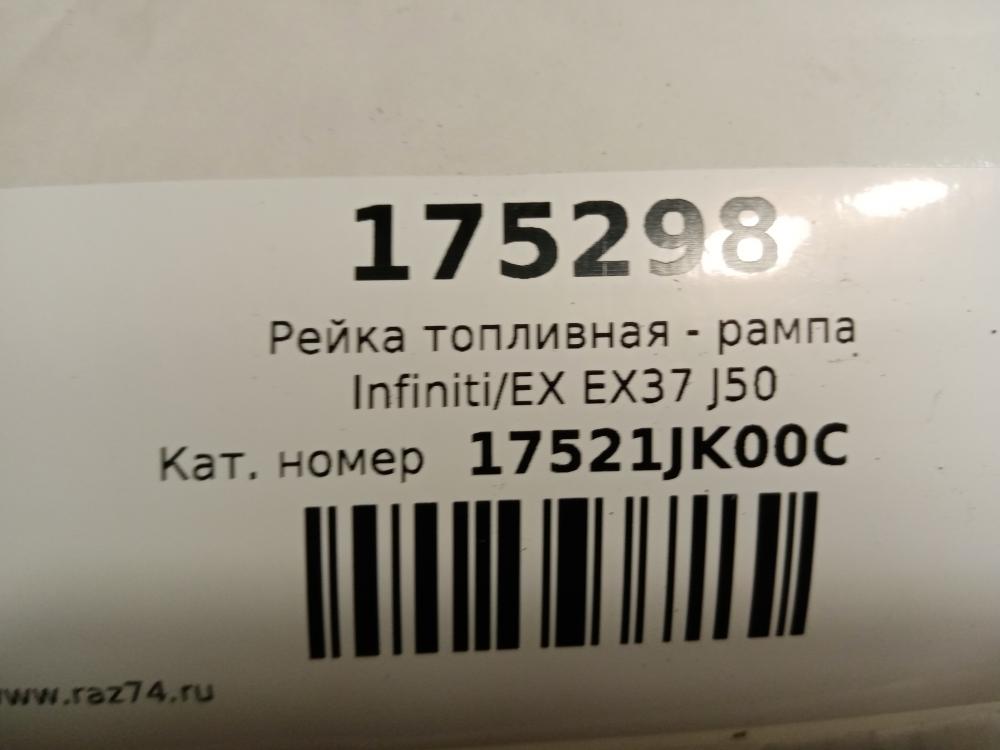 175298
Рейка топливная - рампа
Infiniti/EX EX37 J50
Кат. номер 17521JK00C
www.raz74.ru